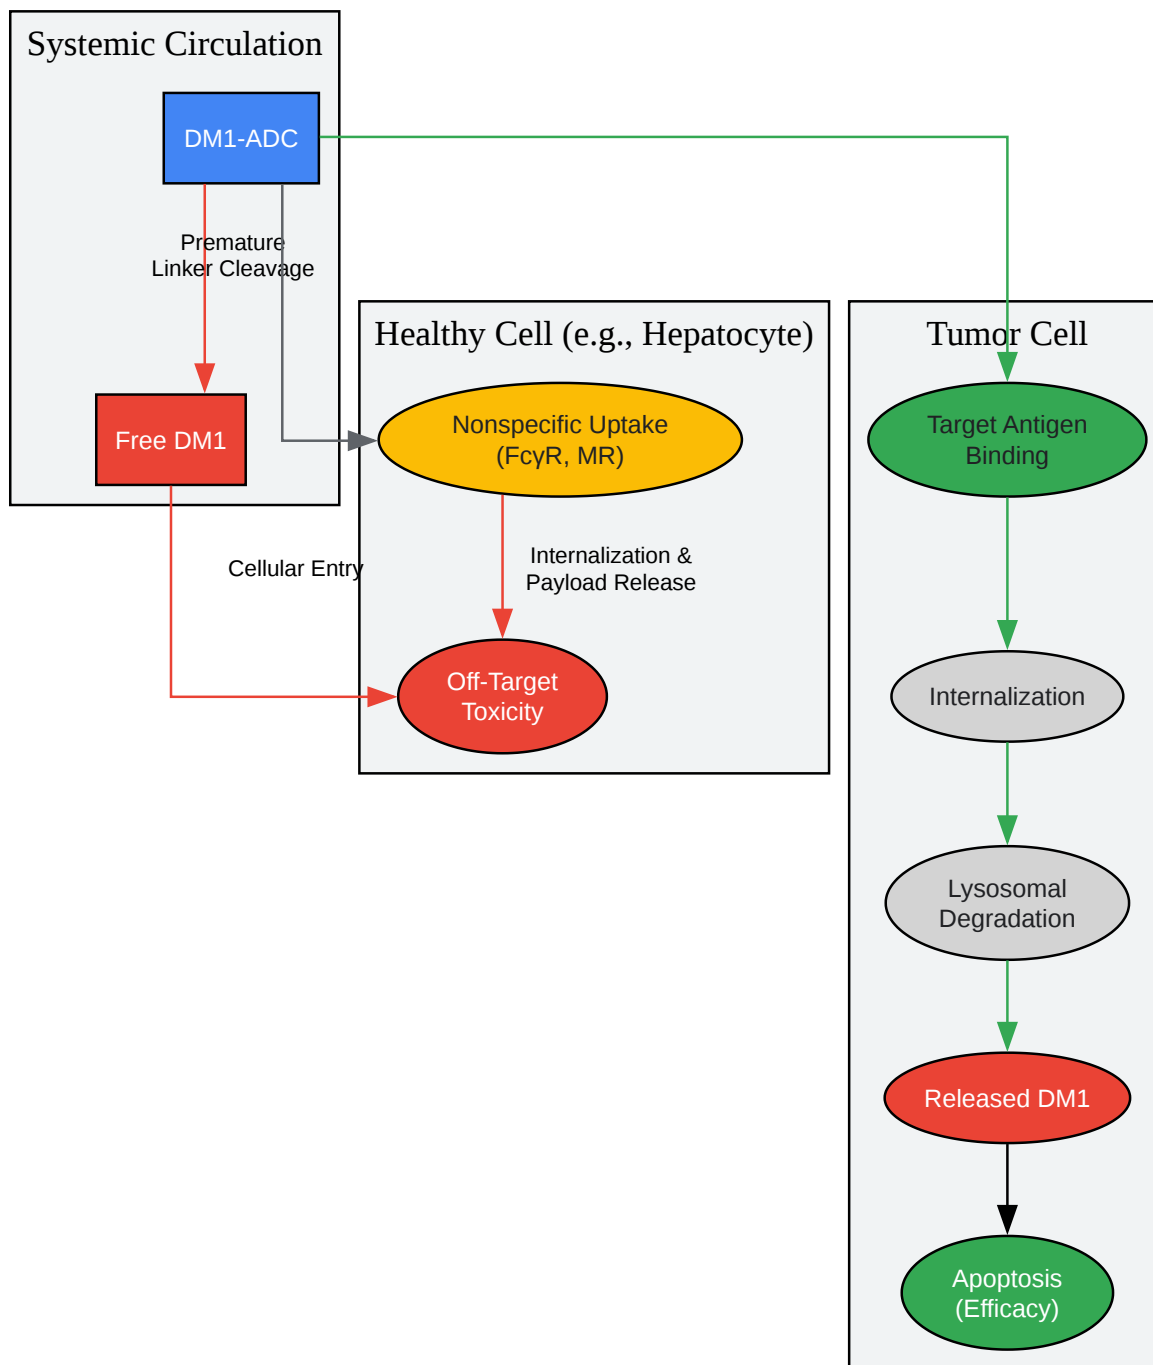 Systemic Circulation
DM1-ADC
Premature
Linker Cleavage
Free DM1
Cellular Entry
Healthy Cell (e.g., Hepatocyte)
Nonspecific Uptake
(FcγR, MR)
Internalization &
Payload Release
Off-Target
Toxicity
Tumor Cell
Target Antigen
Binding
Internalization
Lysosomal
Degradation
Released DM1
Apoptosis
(Efficacy)